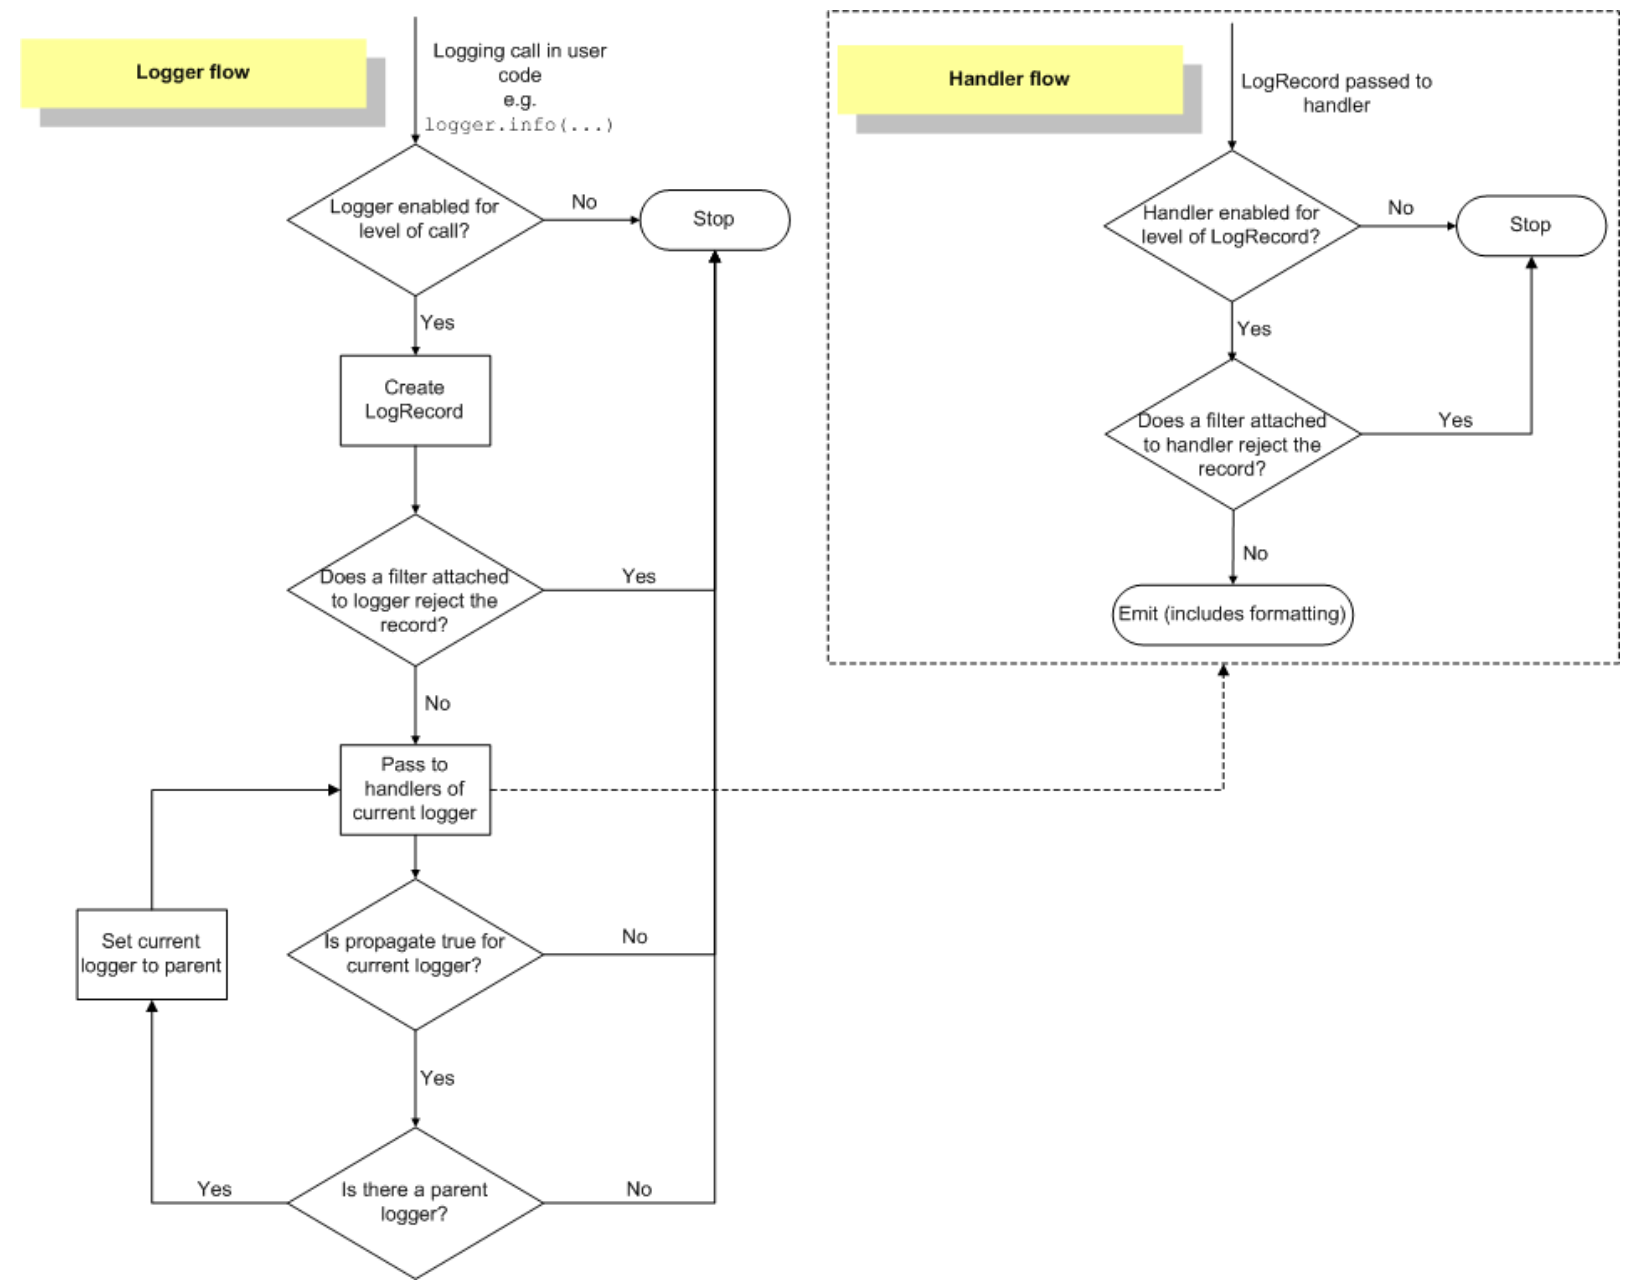 Logger flow
Logging call in user
code
e.g.
logger.info(...)
Logger enabled for
level of call?
No
Stop
Yes
Create
LogRecord
Does a filter attached
to logger reject the
record?
Yes
No
Pass to
handlers of
current logger
Set current
logger to parent
Is propagate true for
current logger?
No
Yes
Is there a parent
logger?
Yes
No
Handler flow
LogRecord passed to
handler
Handler enabled for
level of LogRecord?
No
Stop
Yes
Does a filter attached
to handler reject the
record?
Yes
No
Emit (includes formatting)